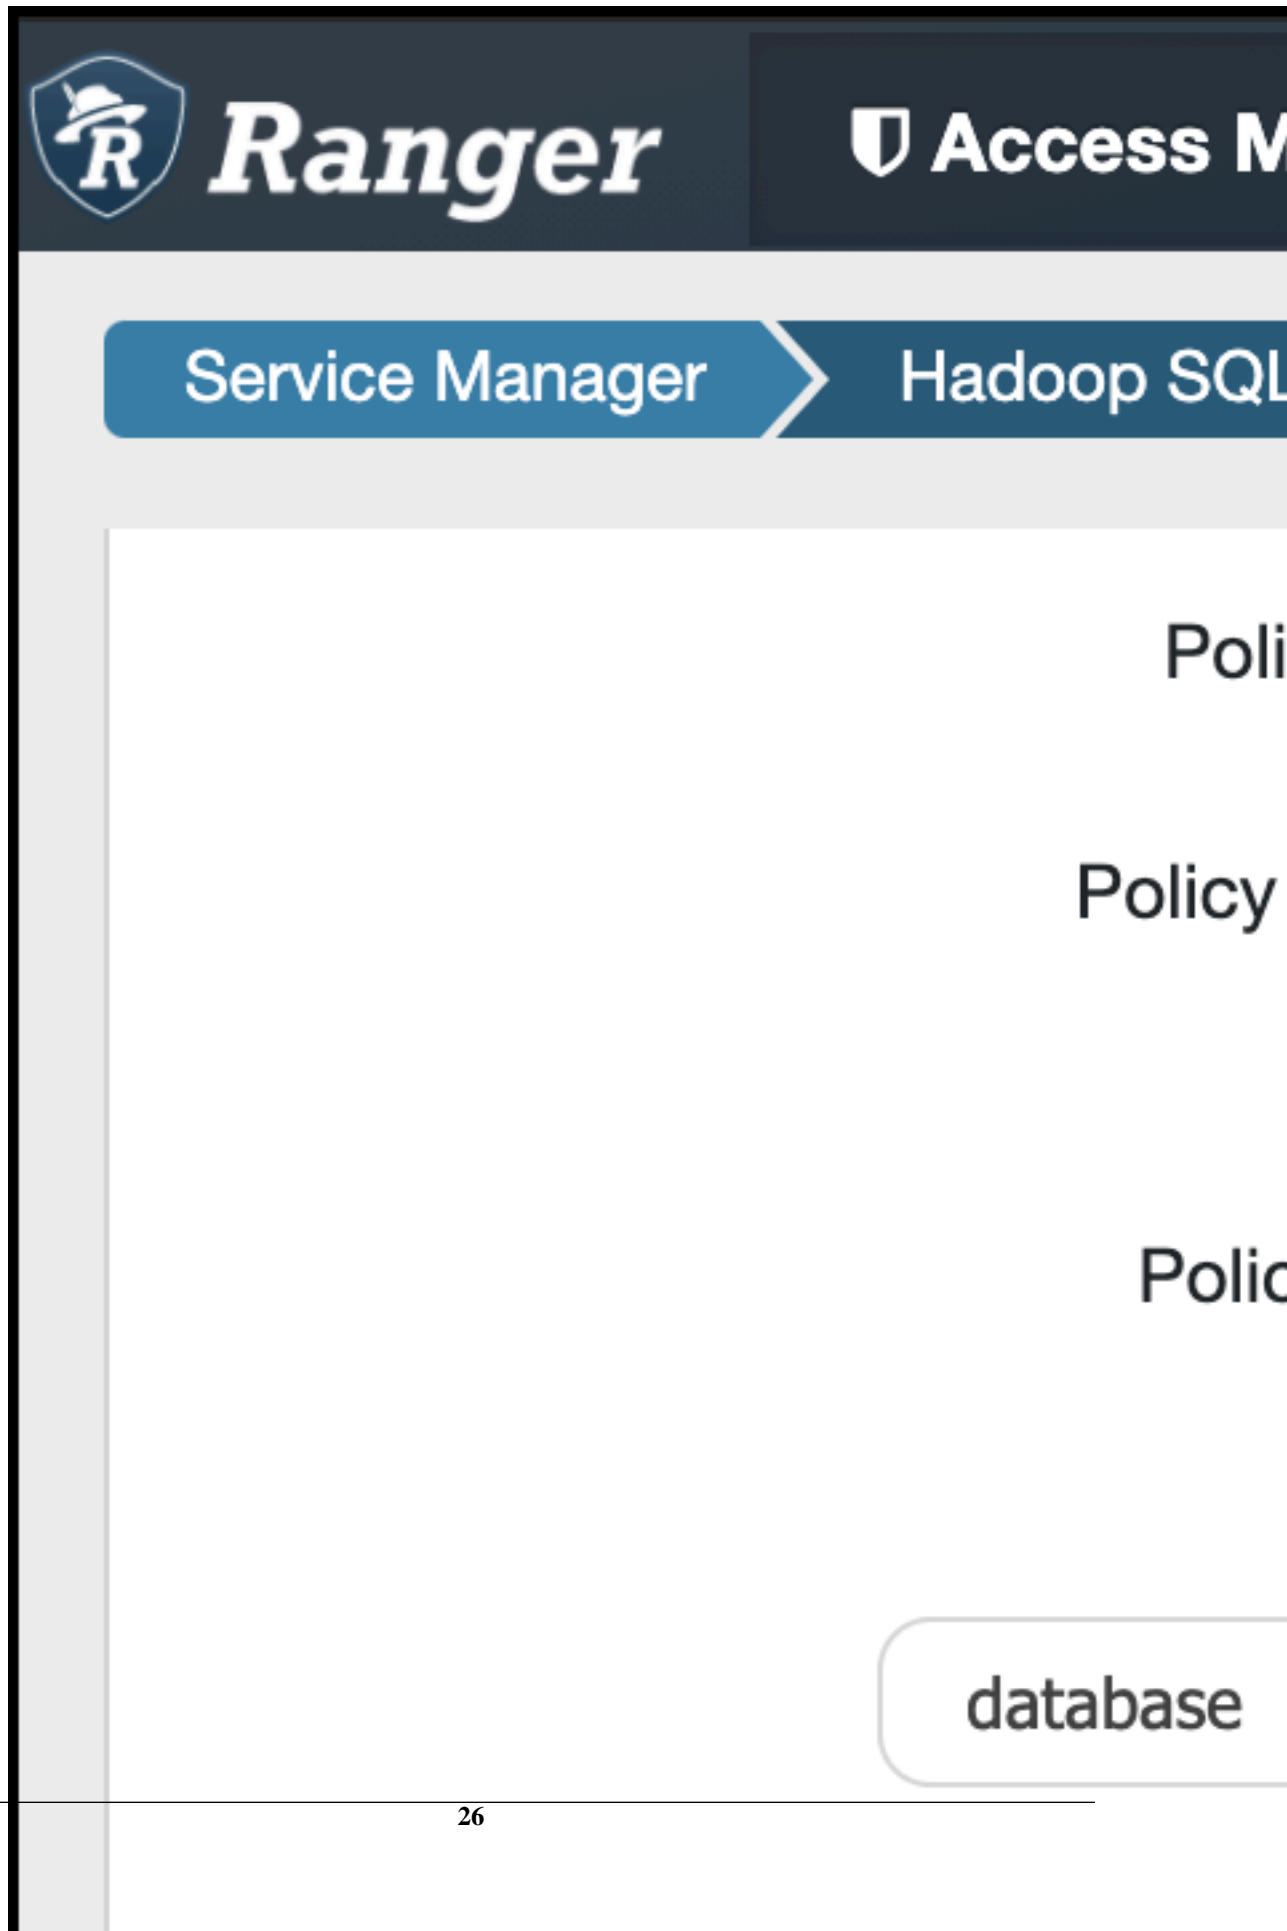 R Ranger Access M
Service Manager Hadoop SQL
Poli
Policy
Polic
database
26